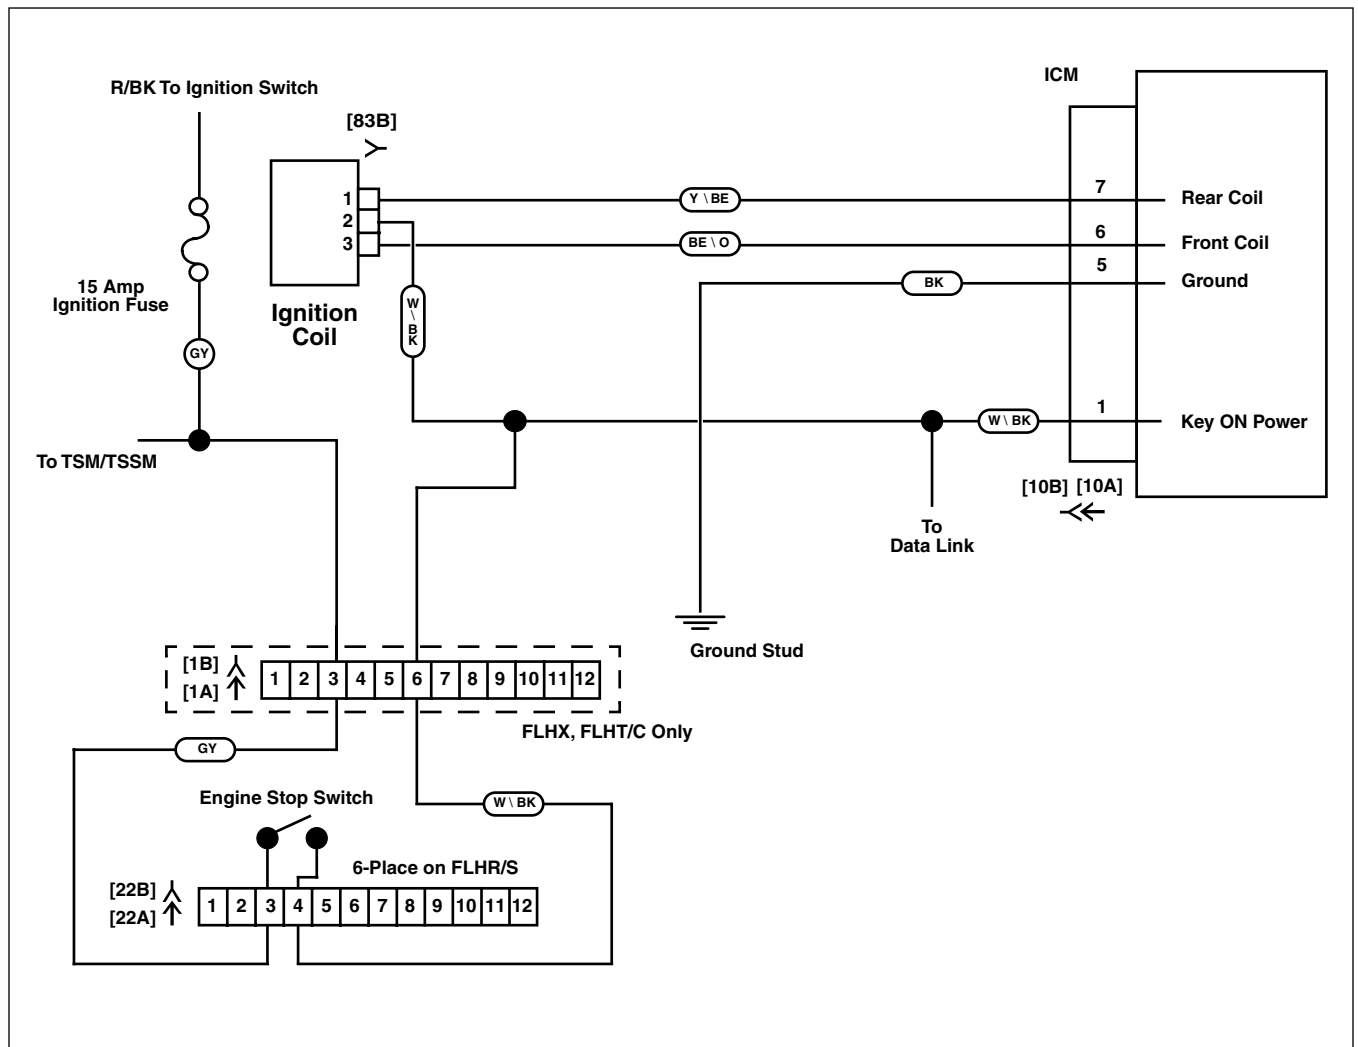 R/BK To Ignition Switch
15 Amp
Ignition Fuse
GY
To TSM/TSSM
[83B]
1
2
3
Ignition
Coil
Y \ BE
BE \ O
W \ BK
BK
W \ BK
ICM
7
6
5
1
Rear Coil
Front Coil
Ground
Key ON Power
[10B] [10A]
To
Data Link
Ground Stud
[1B]
[1A]
1 2 3 4 5 6 7 8 9 10 11 12
FLHX, FLHT/C Only
GY
W \ BK
Engine Stop Switch
6-Place on FLHR/S
[22B]
[22A]
1 2 3 4 5 6 7 8 9 10 11 12